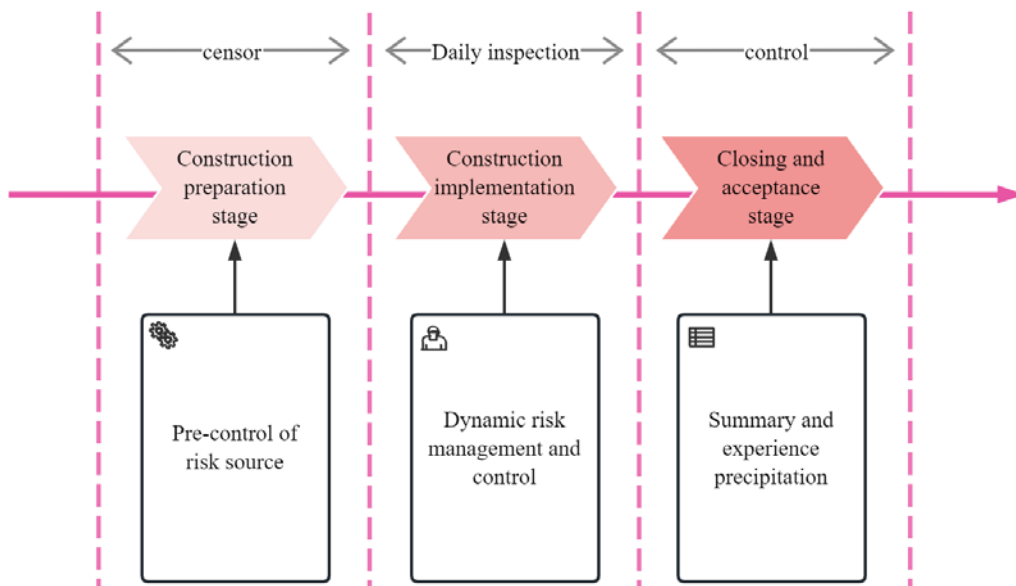 censor
Daily inspection
control
Construction
preparation
stage
Construction
implementation
stage
Closing and
acceptance
stage
Pre-control of
risk source
Dynamic risk
management and
control
Summary and
experience
precipitation